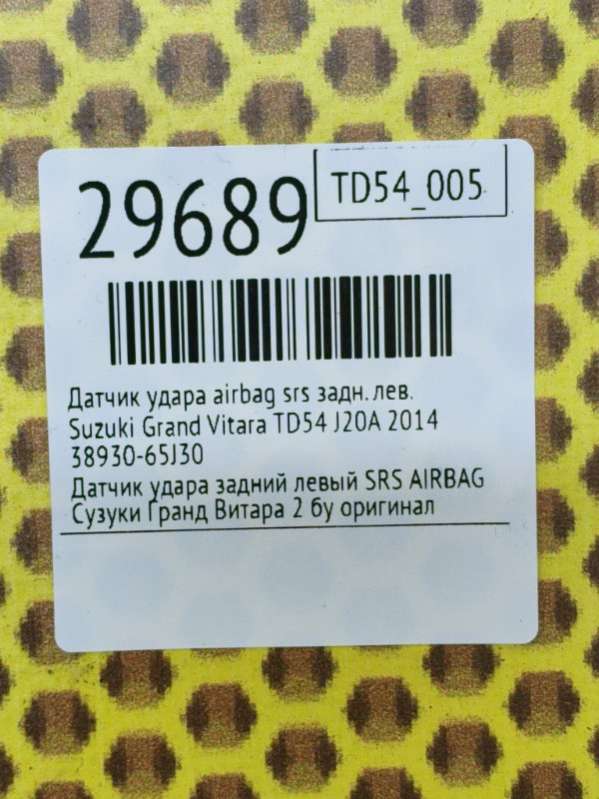 29689
TD54_005
Датчик удара airbag srs задн. лев.
Suzuki Grand Vitara TD54 J20A 2014
38930-65J30
Датчик удара задний левый SRS AIRBAG
Сузуки Гранд Витара 2 бу оригинал